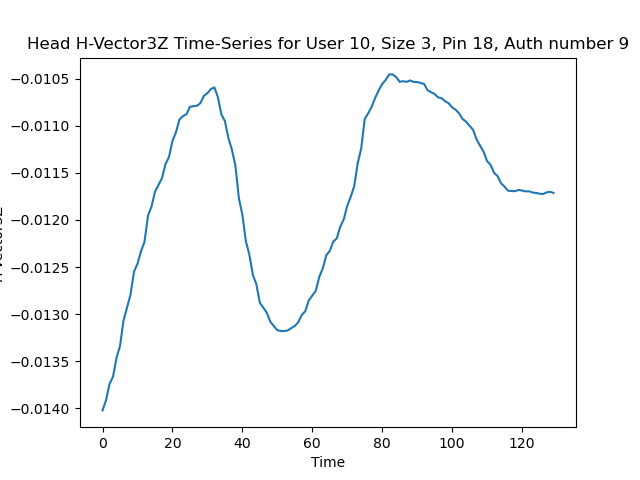 Head H-Vector3Z Time-Series for User 10, Size 3, Pin 18, Auth number 9
−0.0105
−0.0110
−0.0115
−0.0120
−0.0125
−0.0130
−0.0135
−0.0140
0 20 40 60 80 100 120
Time